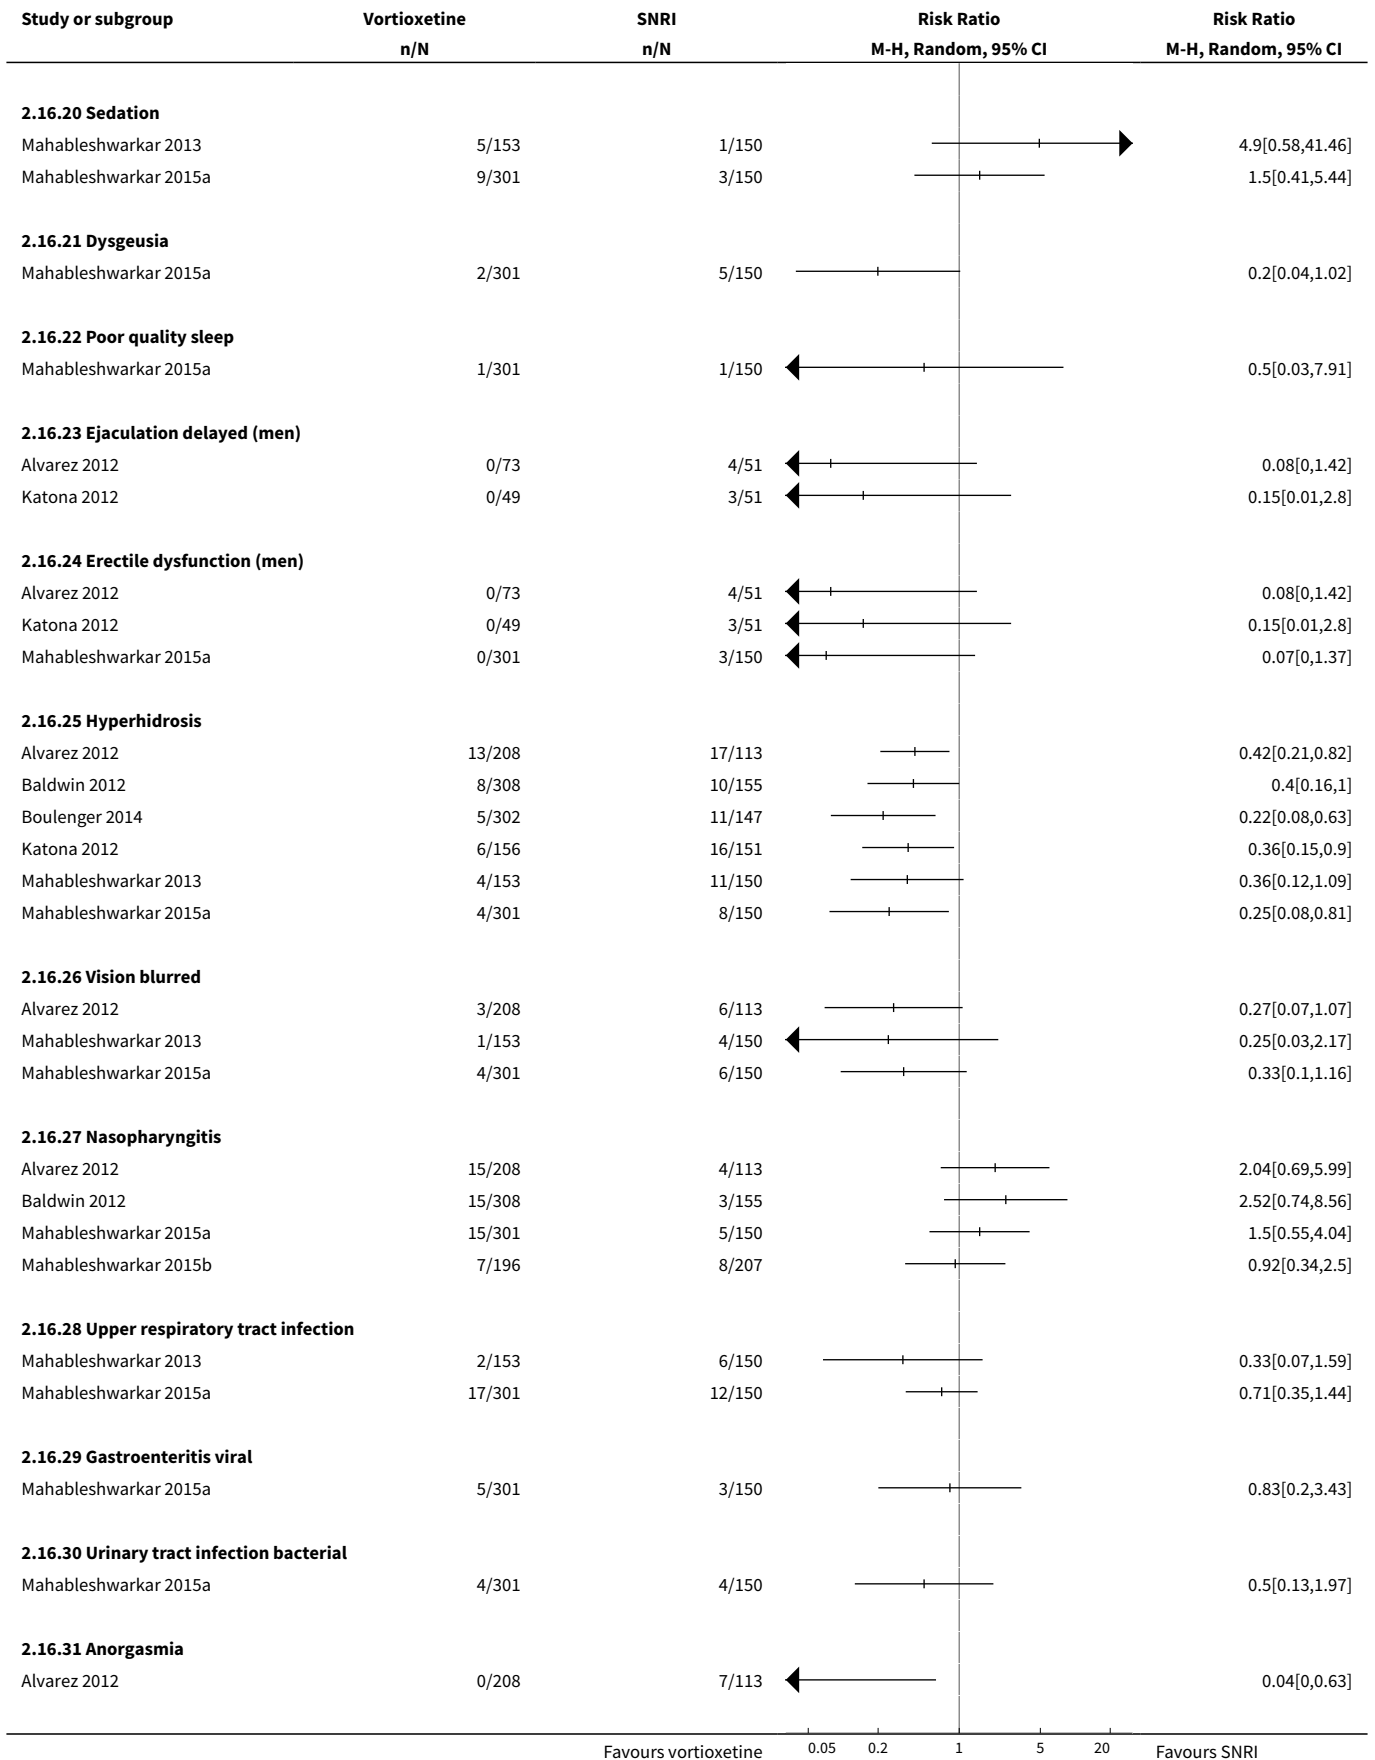 Study or subgroup Vortioxetine SNRI Risk Ratio Risk Ratio
n/N n/N M-H, Random, 95% CI M-H, Random, 95% CI
2.16.20 Sedation
Mahableshwarkar 2013 5/153 1/150 4.9[0.58,41.46]
Mahableshwarkar 2015a 9/301 3/150 1.5[0.41,5.44]
2.16.21 Dysgeusia
Mahableshwarkar 2015a 2/301 5/150 0.2[0.04,1.02]
2.16.22 Poor quality sleep
Mahableshwarkar 2015a 1/301 1/150 0.5[0.03,7.91]
2.16.23 Ejaculation delayed (men)
Alvarez 2012 0/73 4/51 0.08[0,1.42]
Katona 2012 0/49 3/51 0.15[0.01,2.8]
2.16.24 Erectile dysfunction (men)
Alvarez 2012 0/73 4/51 0.08[0,1.42]
Katona 2012 0/49 3/51 0.15[0.01,2.8]
Mahableshwarkar 2015a 0/301 3/150 0.07[0,1.37]
2.16.25 Hyperhidrosis
Alvarez 2012 13/208 17/113 0.42[0.21,0.82]
Baldwin 2012 8/308 10/155 0.4[0.16,1]
Boulenger 2014 5/302 11/147 0.22[0.08,0.63]
Katona 2012 6/156 16/151 0.36[0.15,0.9]
Mahableshwarkar 2013 4/153 11/150 0.36[0.12,1.09]
Mahableshwarkar 2015a 4/301 8/150 0.25[0.08,0.81]
2.16.26 Vision blurred
Alvarez 2012 3/208 6/113 0.27[0.07,1.07]
Mahableshwarkar 2013 1/153 4/150 0.25[0.03,2.17]
Mahableshwarkar 2015a 4/301 6/150 0.33[0.1,1.16]
2.16.27 Nasopharyngitis
Alvarez 2012 15/208 4/113 2.04[0.69,5.99]
Baldwin 2012 15/308 3/155 2.52[0.74,8.56]
Mahableshwarkar 2015a 15/301 5/150 1.5[0.55,4.04]
Mahableshwarkar 2015b 7/196 8/207 0.92[0.34,2.5]
2.16.28 Upper respiratory tract infection
Mahableshwarkar 2013 2/153 6/150 0.33[0.07,1.59]
Mahableshwarkar 2015a 17/301 12/150 0.71[0.35,1.44]
2.16.29 Gastroenteritis viral
Mahableshwarkar 2015a 5/301 3/150 0.83[0.2,3.43]
2.16.30 Urinary tract infection bacterial
Mahableshwarkar 2015a 4/301 4/150 0.5[0.13,1.97]
2.16.31 Anorgasmia
Alvarez 2012 0/208 7/113 0.04[0,0.63]
Favours vortioxetine 0.05 0.2 1 5 20 Favours SNRI